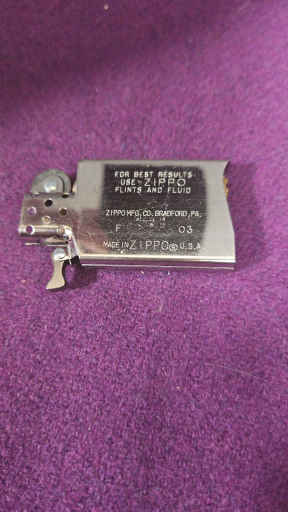 FOR BEST RESULTS
USE ZIPPO
FLINTS AND FLUID
ZIPPO MFG. CO. BRADFORD, PA.
F 03
MADE IN ZIPPO ® U.S.A.